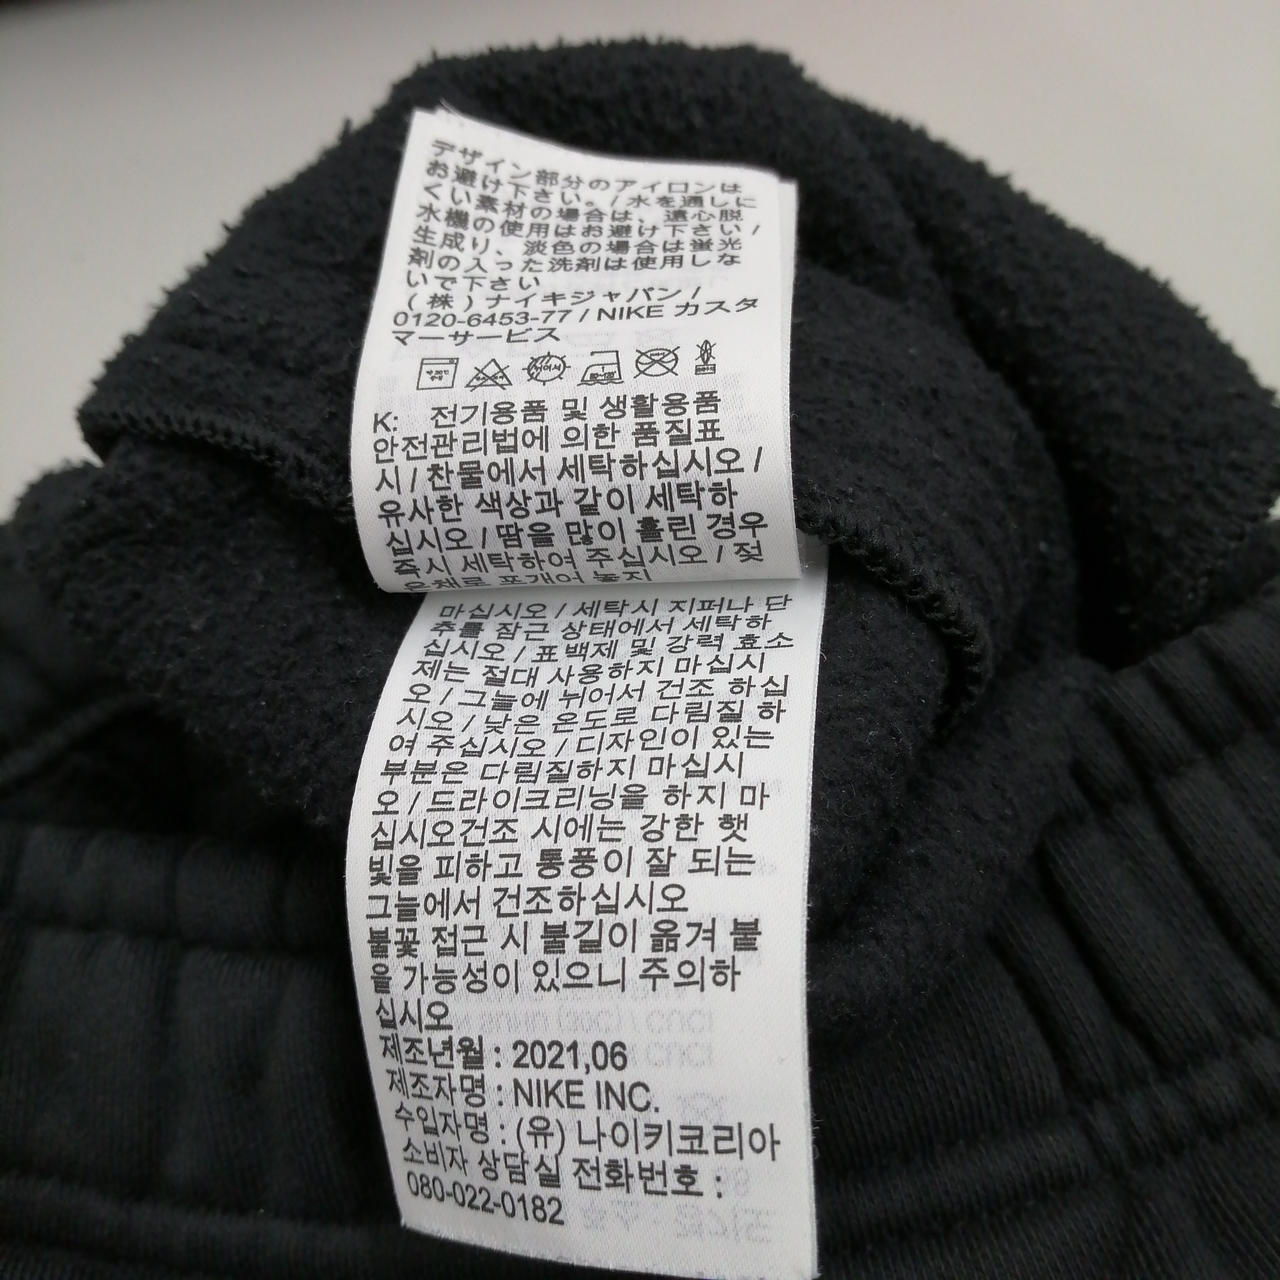 デザイン部分のアイロンは
お避け下さい。/ 水を通しに
くい素材の場合は、遠心脱
水機の使用はお避け下さい /
生成り、淡色の場合は蛍光
剤の入った洗剤は使用しな
いで下さい
(株) ナイキジャパン /
0120-6453-77 / NIKE カスタ
マーサービス
K: 전기용품 및 생활용품
안전관리법에 의한 품질표
시 / 찬물에서 세탁하십시오 /
유사한 색상과 같이 세탁하
십시오 / 땀을 많이 흘린 경우
즉시 세탁하여 주십시오 / 젖
은채로 포개어 놓지
마십시오 / 세탁시 지퍼나 단
추를 잠근 상태에서 세탁하
십시오 / 표백제 및 강력 효소
제는 절대 사용하지 마십시
오 / 그늘에 뉘어서 건조 하십
시오 / 낮은 온도로 다림질 하
여 주십시오 / 디자인이 있는
부분은 다림질하지 마십시
오 / 드라이크리닝을 하지 마
십시오건조 시에는 강한 햇
빛을 피하고 통풍이 잘 되는
그늘에서 건조하십시오
불꽃 접근 시 불길이 옮겨 붙
을 가능성이 있으니 주의하
십시오
제조년월 : 2021,06
제조자명 : NIKE INC.
수입자명 : (유) 나이키코리아
소비자 상담실 전화번호 :
080-022-0182